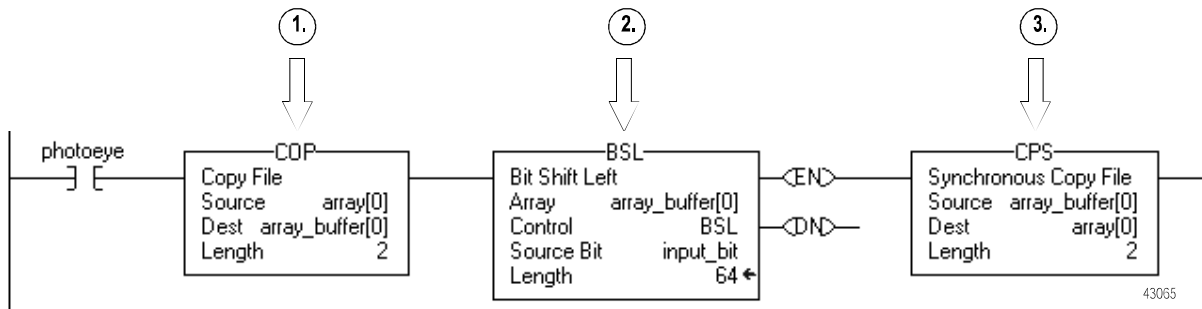 1.
2.
3.
photoeye
COP
Copy File
Source array[0]
Dest array_buffer[0]
Length 2
BSL
Bit Shift Left
Array array_buffer[0]
Control BSL
Source Bit input_bit
Length 64
EN
DN
CPS
Synchronous Copy File
Source array_buffer[0]
Dest array[0]
Length 2
43065